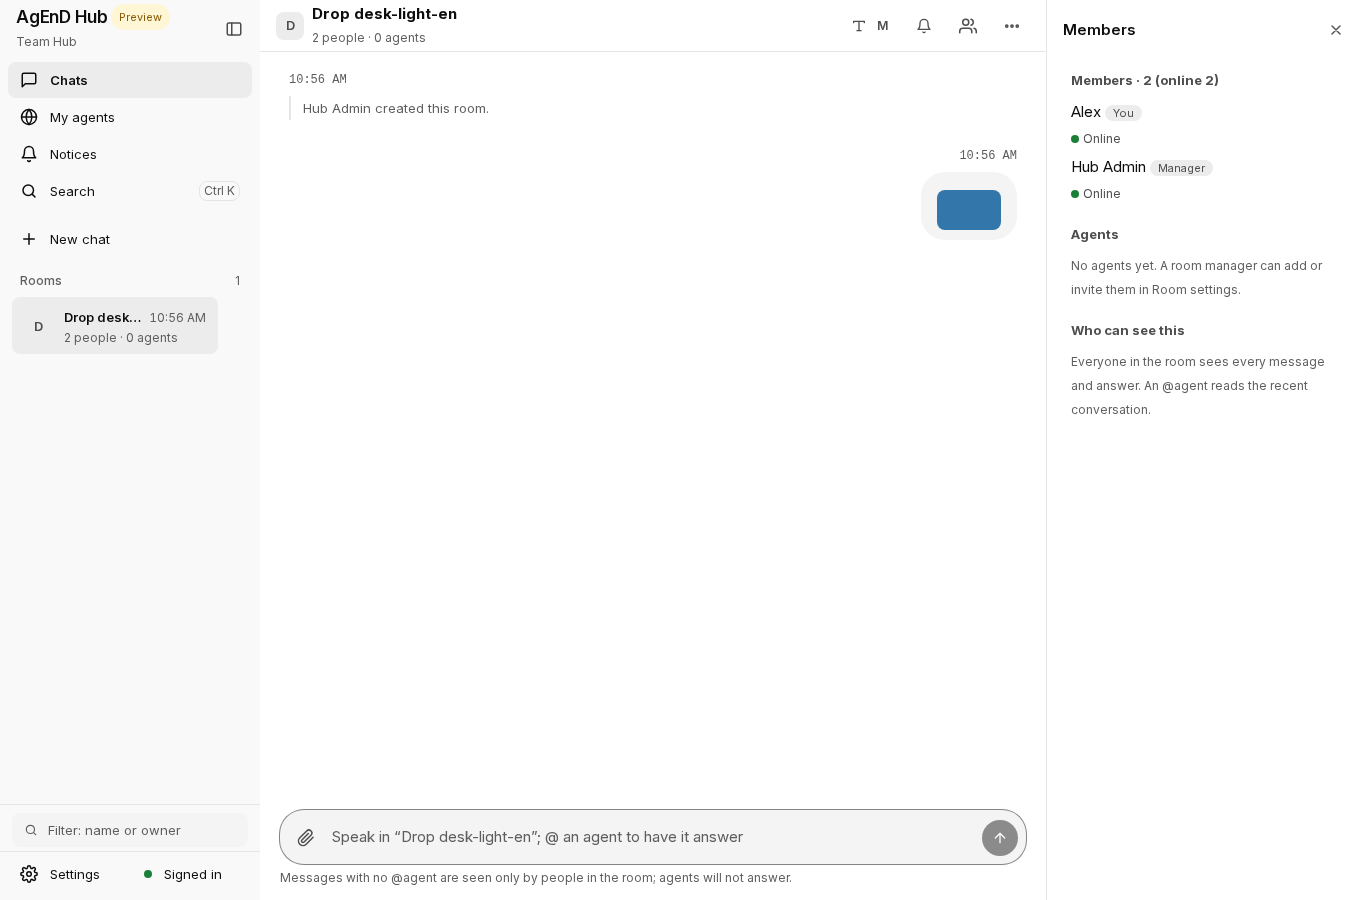 AgEnD Hub Preview
Team Hub
Chats
My agents
Notices
Search Ctrl K
New chat
Rooms 1
D Drop desk... 10:56 AM
2 people · 0 agents
Filter: name or owner
Settings Signed in
D Drop desk-light-en
2 people · 0 agents
T M
10:56 AM
Hub Admin created this room.
10:56 AM
Speak in “Drop desk-light-en”; @ an agent to have it answer
Messages with no @agent are seen only by people in the room; agents will not answer.
Members
Members · 2 (online 2)
Alex You
Online
Hub Admin Manager
Online
Agents
No agents yet. A room manager can add or
invite them in Room settings.
Who can see this
Everyone in the room sees every message
and answer. An @agent reads the recent
conversation.